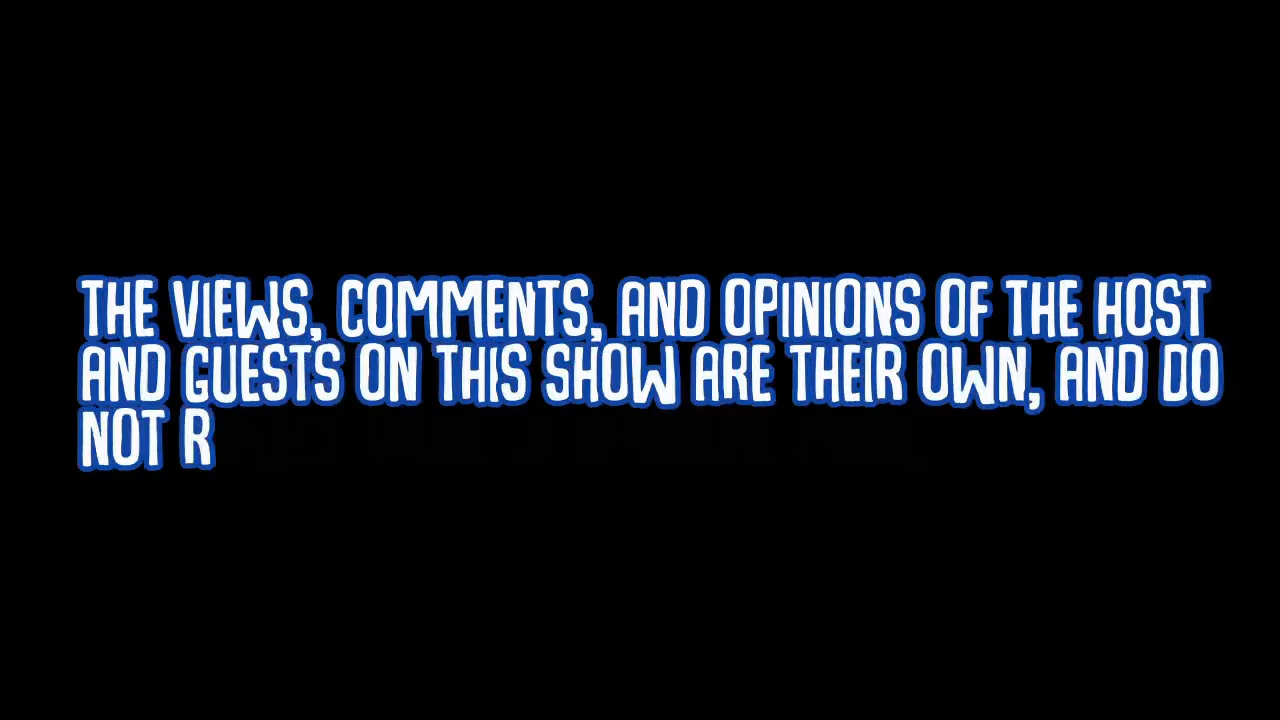 THE VIEWS, COMMENTS, AND OPINIONS OF THE HOST
AND GUESTS ON THIS SHOW ARE THEIR OWN, AND DO
NOT R